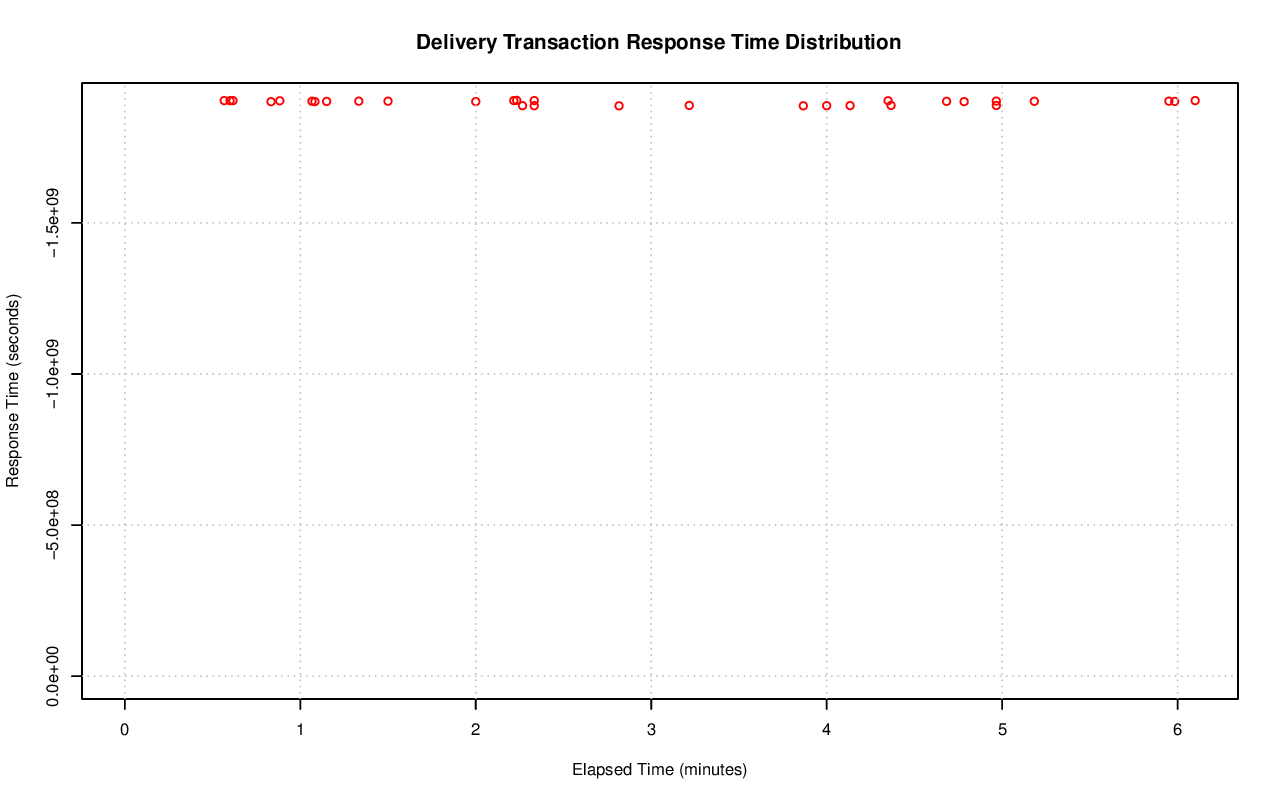 Delivery Transaction Response Time Distribution
Response Time (seconds)
−1.5e+09
−1.0e+09
−5.0e+08
0.0e+00
0 1 2 3 4 5 6
Elapsed Time (minutes)